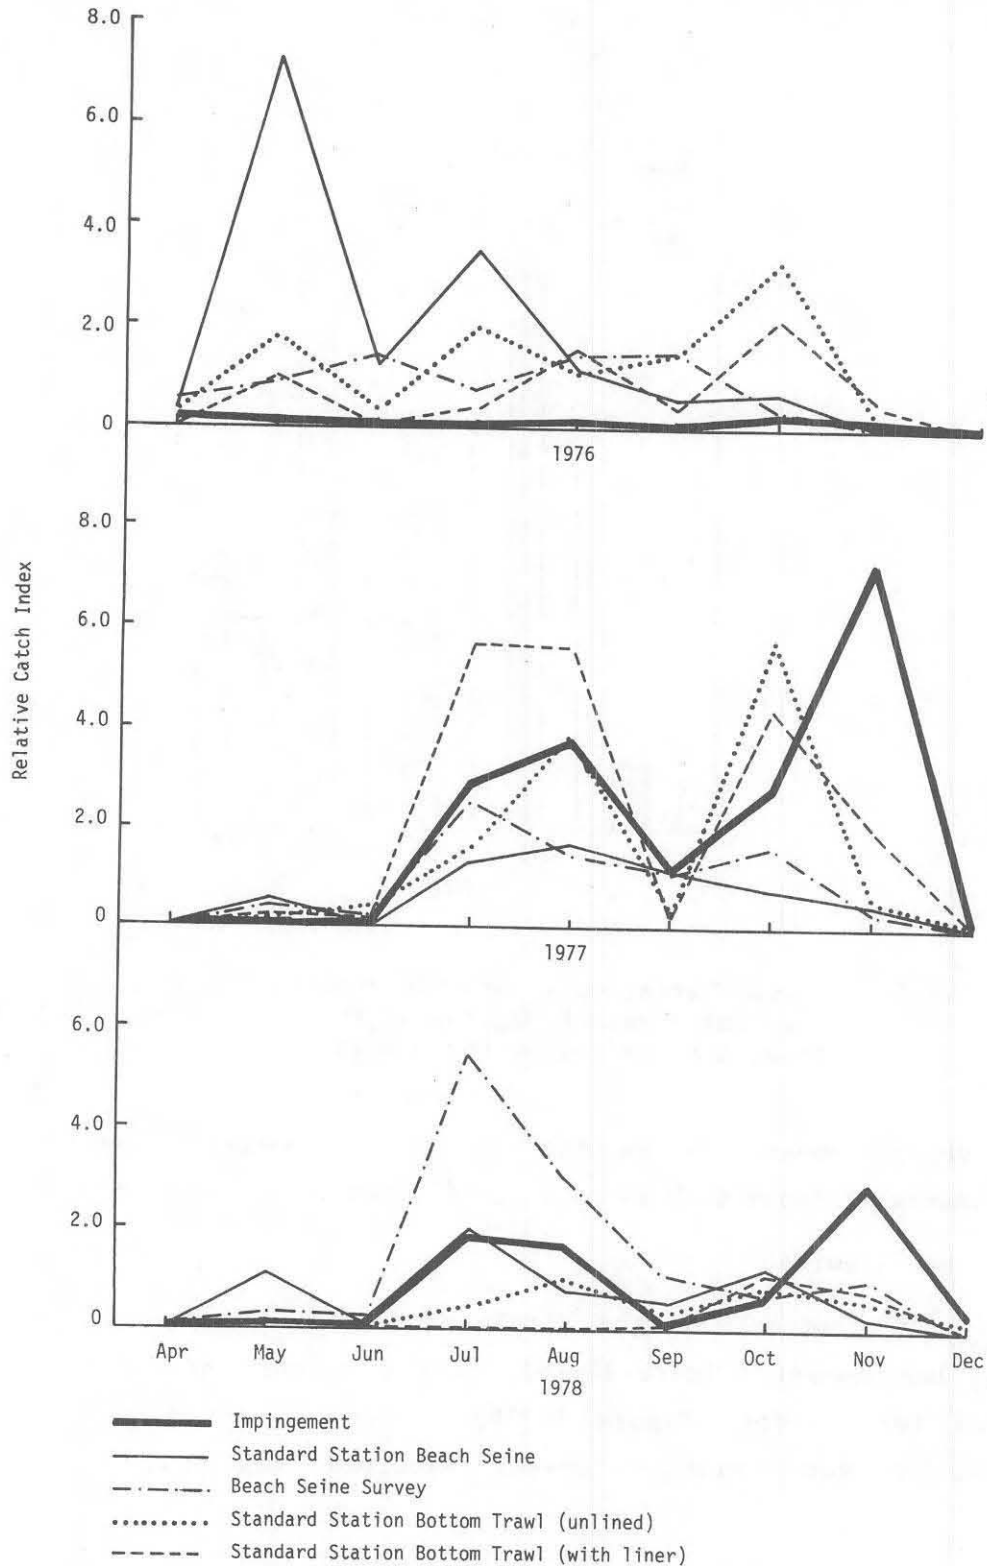 8.0
6.0
4.0
2.0
0
1976
Relative Catch Index
8.0
6.0
4.0
2.0
0
1977
6.0
4.0
2.0
0
Apr May Jun Jul Aug Sep Oct Nov Dec
1978
Impingement
Standard Station Beach Seine
Beach Seine Survey
Standard Station Bottom Trawl (unlined)
Standard Station Bottom Trawl (with liner)